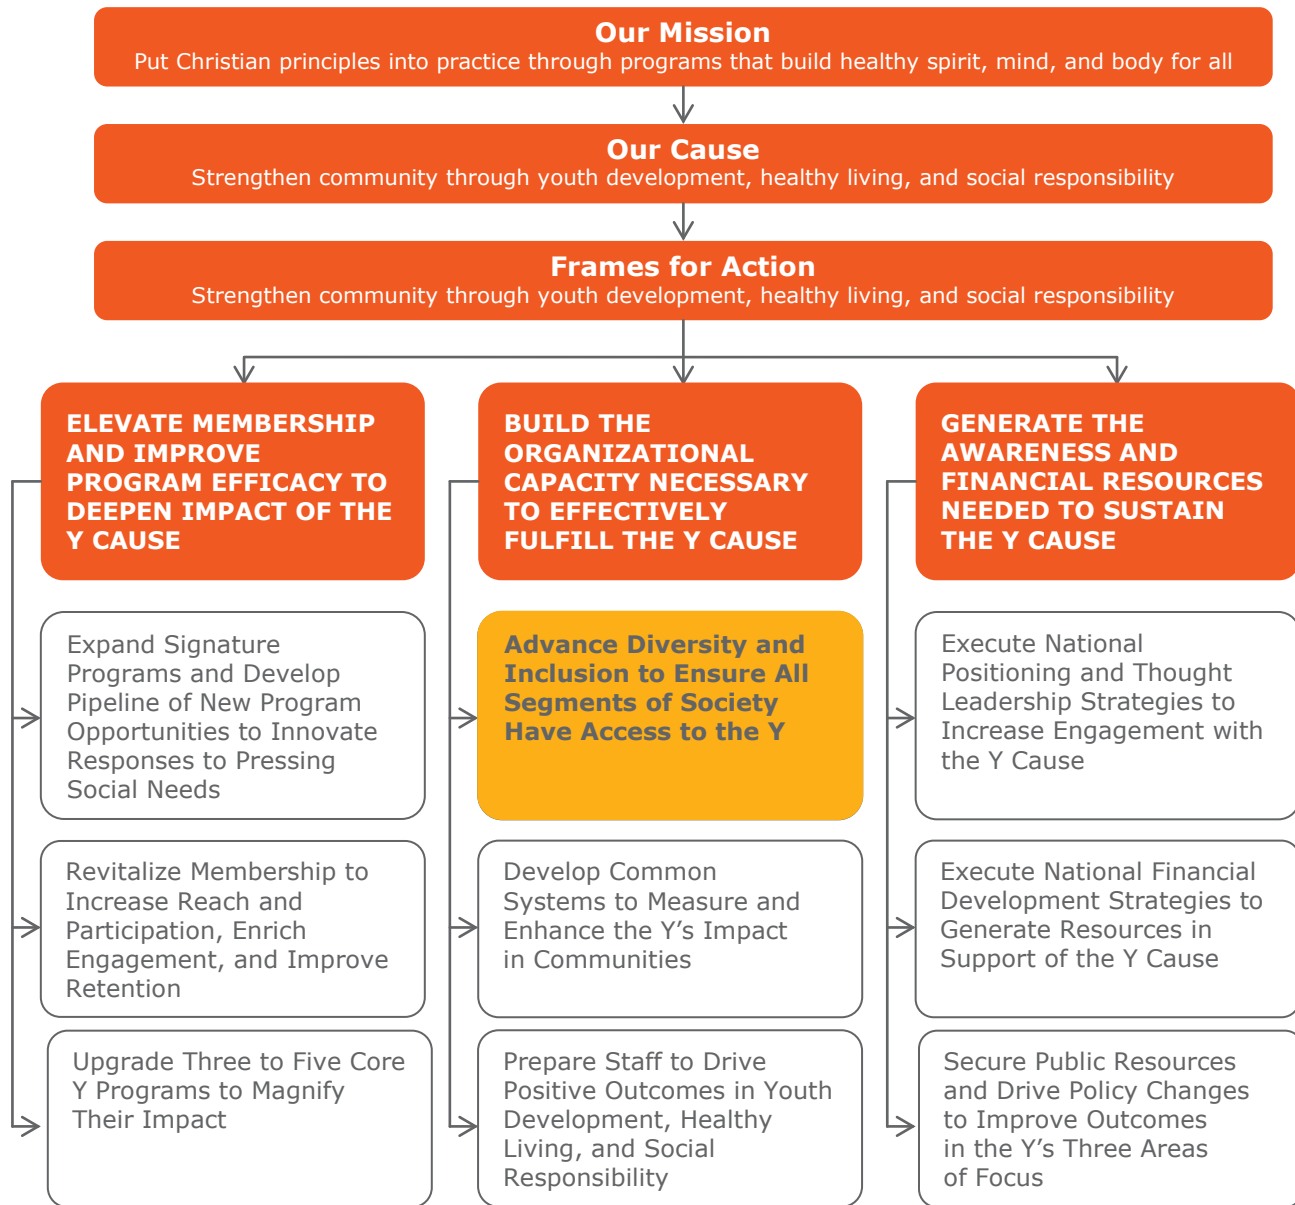 Our Mission
Put Christian principles into practice through programs that build healthy spirit, mind, and body for all
Our Cause
Strengthen community through youth development, healthy living, and social responsibility
Frames for Action
Strengthen community through youth development, healthy living, and social responsibility
ELEVATE MEMBERSHIP
AND IMPROVE
PROGRAM EFFICACY TO
DEEPEN IMPACT OF THE
Y CAUSE
Expand Signature
Programs and Develop
Pipeline of New Program
Opportunities to Innovate
Responses to Pressing
Social Needs
Revitalize Membership to
Increase Reach and
Participation, Enrich
Engagement, and Improve
Retention
Upgrade Three to Five Core
Y Programs to Magnify
Their Impact
BUILD THE
ORGANIZATIONAL
CAPACITY NECESSARY
TO EFFECTIVELY
FULFILL THE Y CAUSE
Advance Diversity and
Inclusion to Ensure All
Segments of Society
Have Access to the Y
Develop Common
Systems to Measure and
Enhance the Y’s Impact
in Communities
Prepare Staff to Drive
Positive Outcomes in Youth
Development, Healthy
Living, and Social
Responsibility
GENERATE THE
AWARENESS AND
FINANCIAL RESOURCES
NEEDED TO SUSTAIN
THE Y CAUSE
Execute National
Positioning and Thought
Leadership Strategies to
Increase Engagement with
the Y Cause
Execute National Financial
Development Strategies to
Generate Resources in
Support of the Y Cause
Secure Public Resources
and Drive Policy Changes
to Improve Outcomes
in the Y’s Three Areas
of Focus